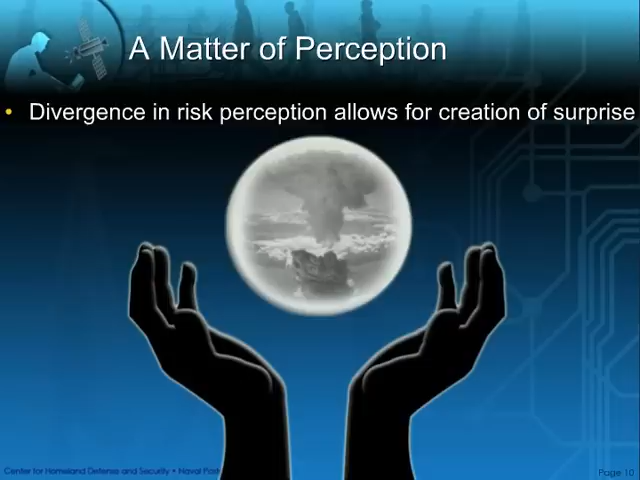 A Matter of Perception
• Divergence in risk perception allows for creation of surprise
Center for Homeland Defense and Security • Naval Post
Page 10